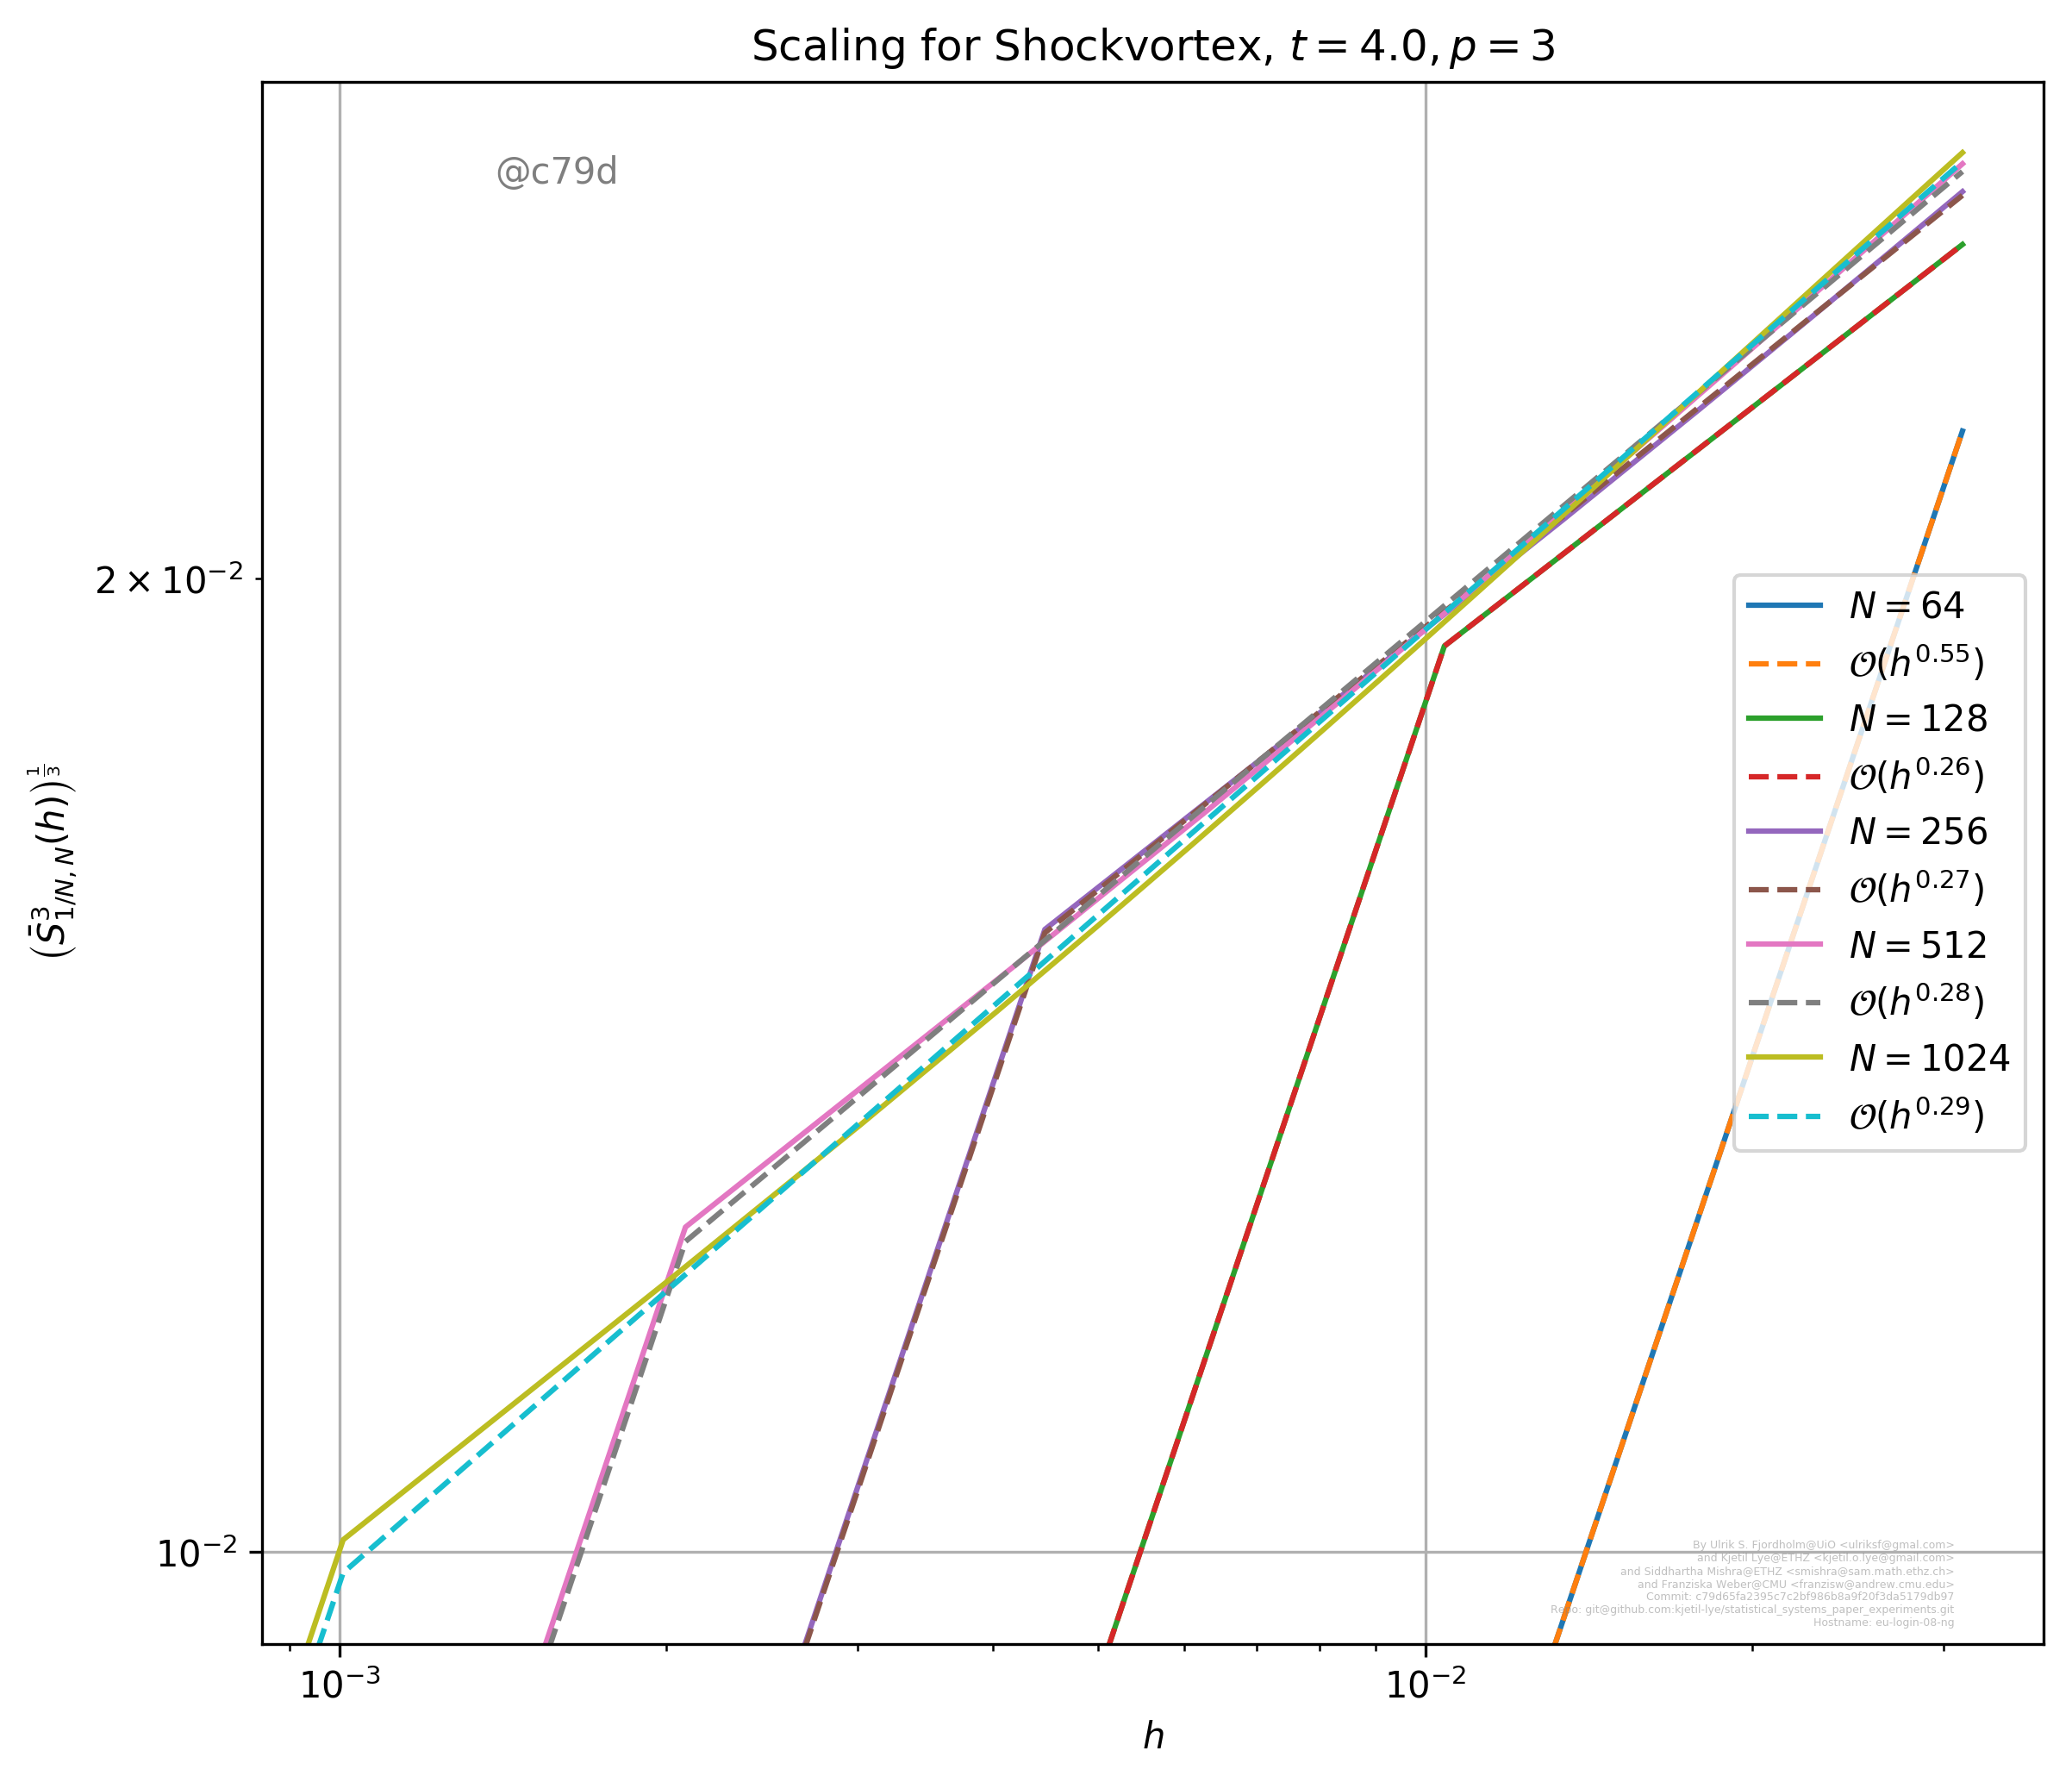 Scaling for Shockvortex, t = 4.0, p = 3
@c79d
2 × 10⁻²
10⁻²
(S̄³_{1/N, N}(h))^{1/3}
N = 64
𝒪(h^{0.55})
N = 128
𝒪(h^{0.26})
N = 256
𝒪(h^{0.27})
N = 512
𝒪(h^{0.28})
N = 1024
𝒪(h^{0.29})
By Ulrik S. Fjordholm@UiO <ulriksf@gmal.com>
and Kjetil Lye@ETHZ <kjetil.o.lye@gmail.com>
and Siddhartha Mishra@ETHZ <smishra@sam.math.ethz.ch>
and Franziska Weber@CMU <franzisw@andrew.cmu.edu>
Commit: c79d65fa2395c7c2bf986b8a9f20f3da5179db97
Repo: git@github.com:kjetil-lye/statistical_systems_paper_experiments.git
Hostname: eu-login-08-ng
10⁻³
10⁻²
h